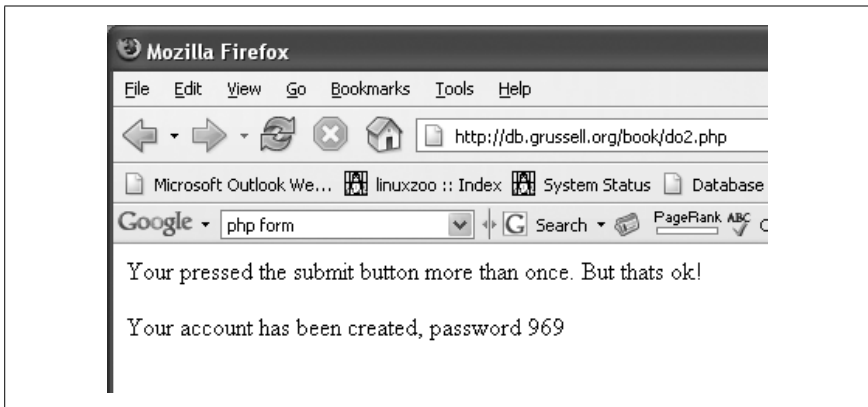 Mozilla Firefox
File Edit View Go Bookmarks Tools Help
http://db.grussell.org/book/do2.php
Microsoft Outlook We... linuxzoo :: Index System Status Database
Google php form G Search PageRank ABC
Your pressed the submit button more than once. But thats ok!
Your account has been created, password 969